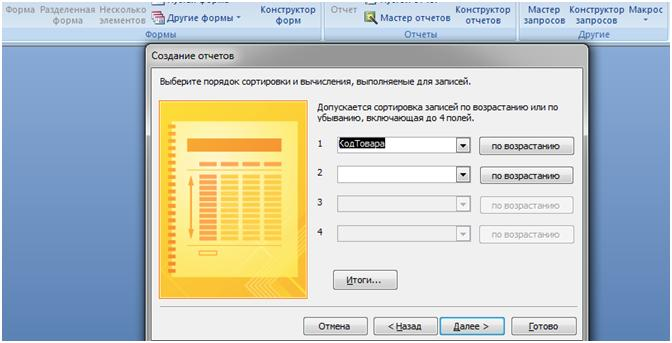 Форма Разделенная Несколько Другие формы Конструктор Отчет Мастер отчетов Конструктор Мастер Конструктор Макрос
форма элементов форм отчетов запросов запросов
Формы Отчеты Другие
Создание отчетов
Выберите порядок сортировки и вычисления, выполняемые для записей.
Допускается сортировка записей по возрастанию или по
убыванию, включающая до 4 полей.
1 КодТовара по возрастанию
2 по возрастанию
3 по возрастанию
4 по возрастанию
Итоги...
Отмена < Назад Далее > Готово